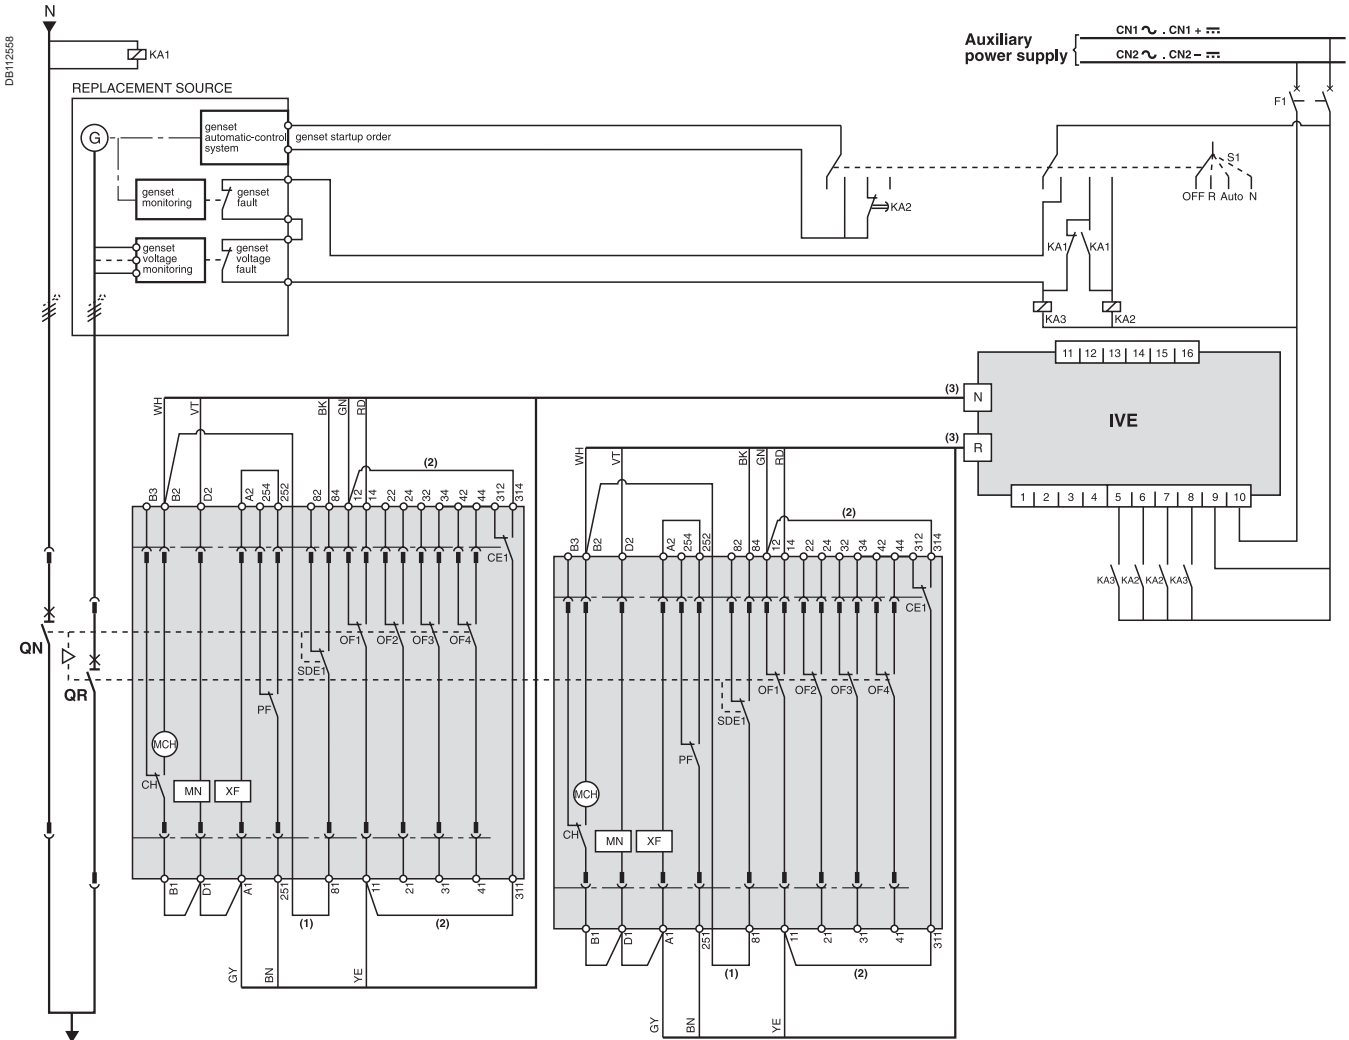 N
DB112558
KA1
REPLACEMENT SOURCE
G
genset
automatic-control
system
genset startup order
genset
monitoring
genset
fault
genset
voltage
monitoring
genset
voltage
fault
Auxiliary
power supply
CN1 ∿ . CN1 + ⎓
CN2 ∿ . CN2 – ⎓
F1
S1
OFF R Auto N
KA2
KA1 KA1
KA3 KA2
11 12 13 14 15 16
(3) N
(3) R
IVE
1 2 3 4 5 6 7 8 9 10
KA3 KA2 KA2 KA3
WH VT BK GN RD
(2)
B3 B2 D2 A2 254 252 82 84 12 14 22 24 32 34 42 44 312 314
CE1
OF1 OF2 OF3 OF4
SDE1
PF
MCH
CH
MN XF
B1 D1 A1 251 81 11 21 31 41 311
(1) (2)
GY BN YE
QN
QR
WH VT BK GN RD
(2)
B3 B2 D2 A2 254 252 82 84 12 14 22 24 32 34 42 44 312 314
CE1
OF1 OF2 OF3 OF4
SDE1
PF
MCH
CH
MN XF
B1 D1 A1 251 81 11 21 31 41 311
(1) (2)
GY BN YE